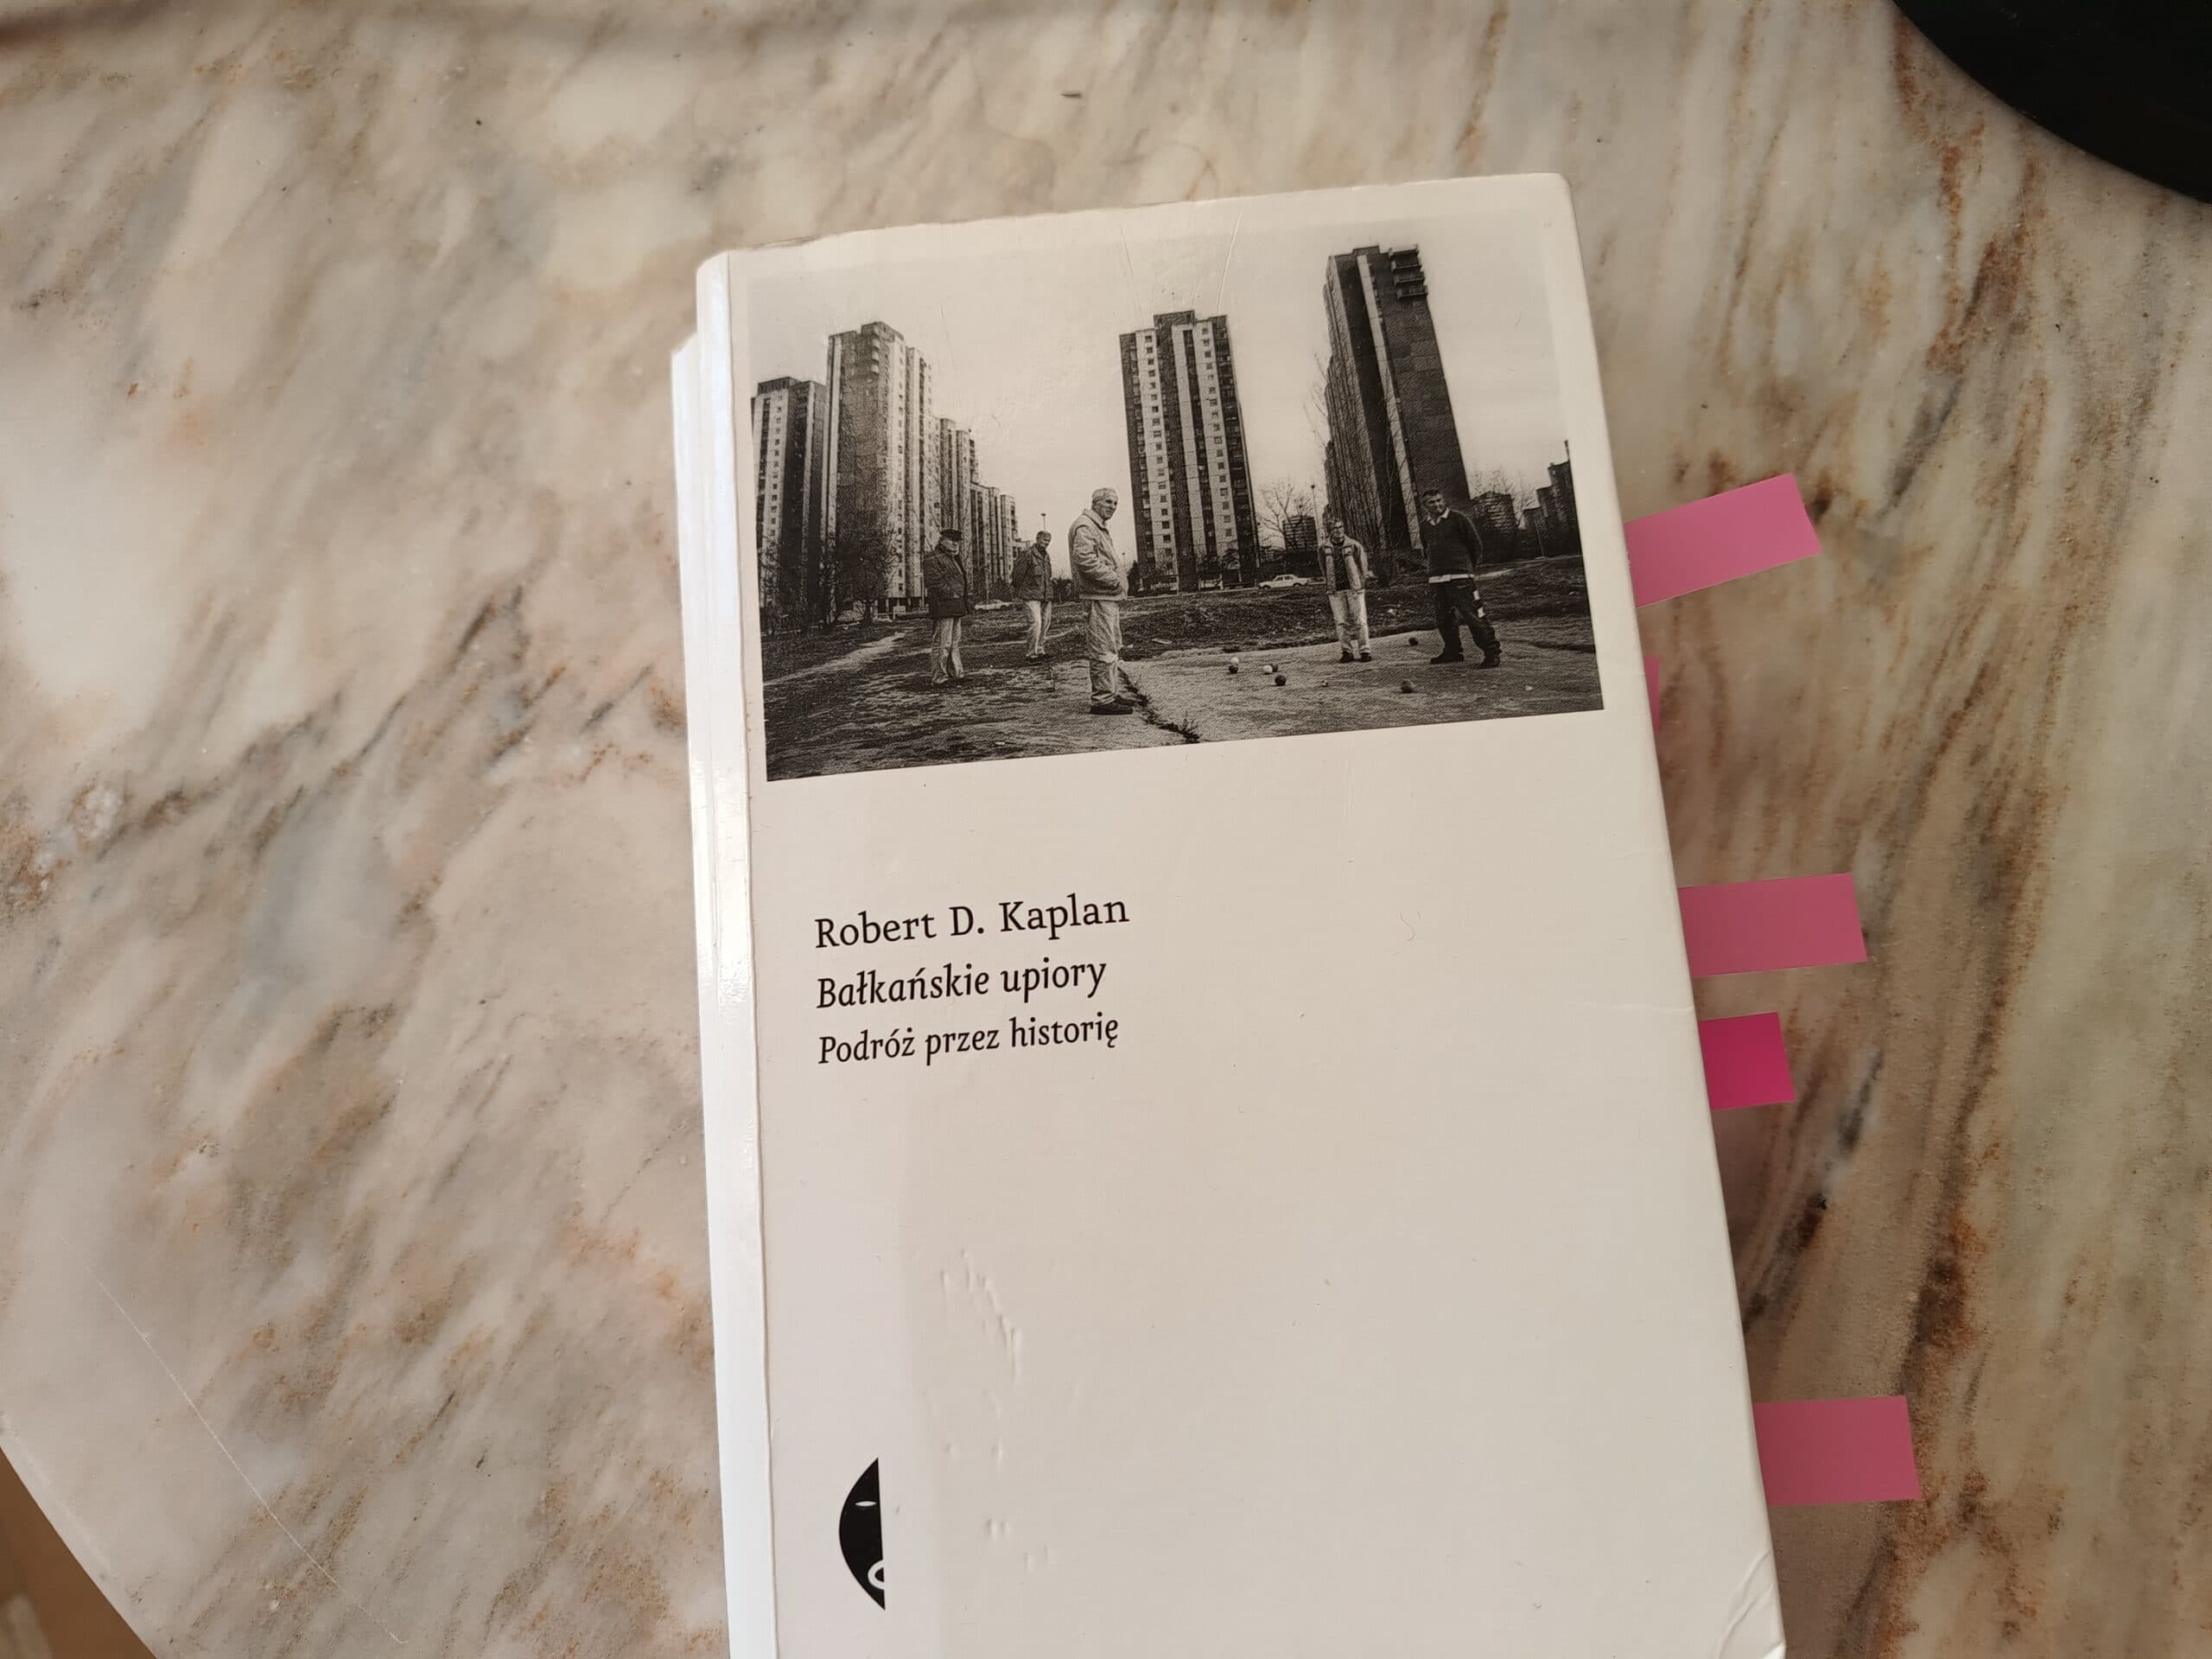 Robert D. Kaplan
Bałkańskie upiory
Podróż przez historię